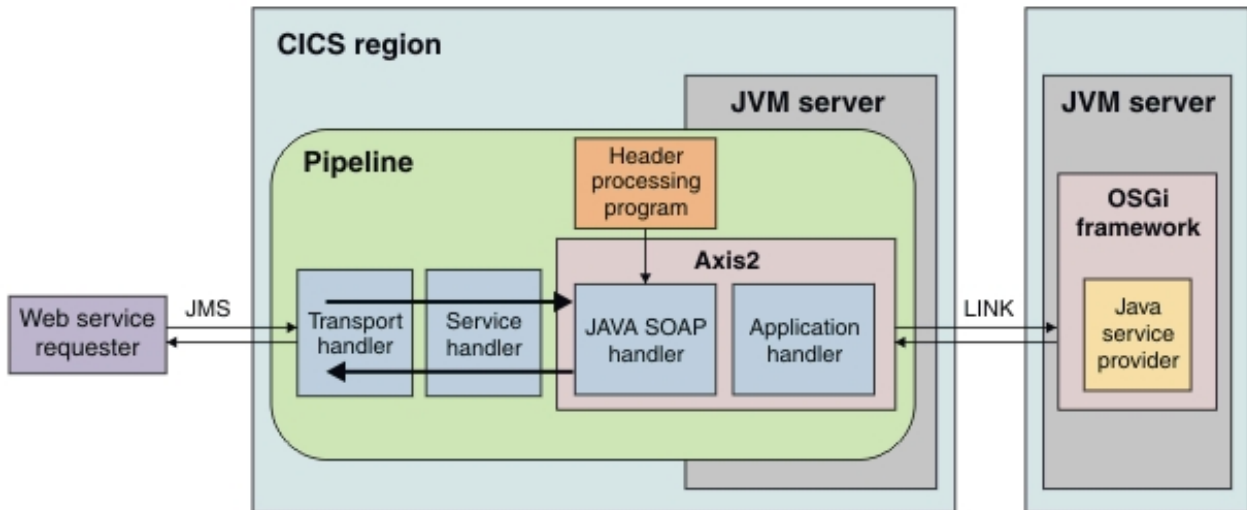 CICS region
JVM server
JVM server
Pipeline
Header
processing
program
OSGi
framework
Axis2
Web service
requester
JMS
Transport
handler
Service
handler
JAVA SOAP
handler
Application
handler
LINK
Java
service
provider